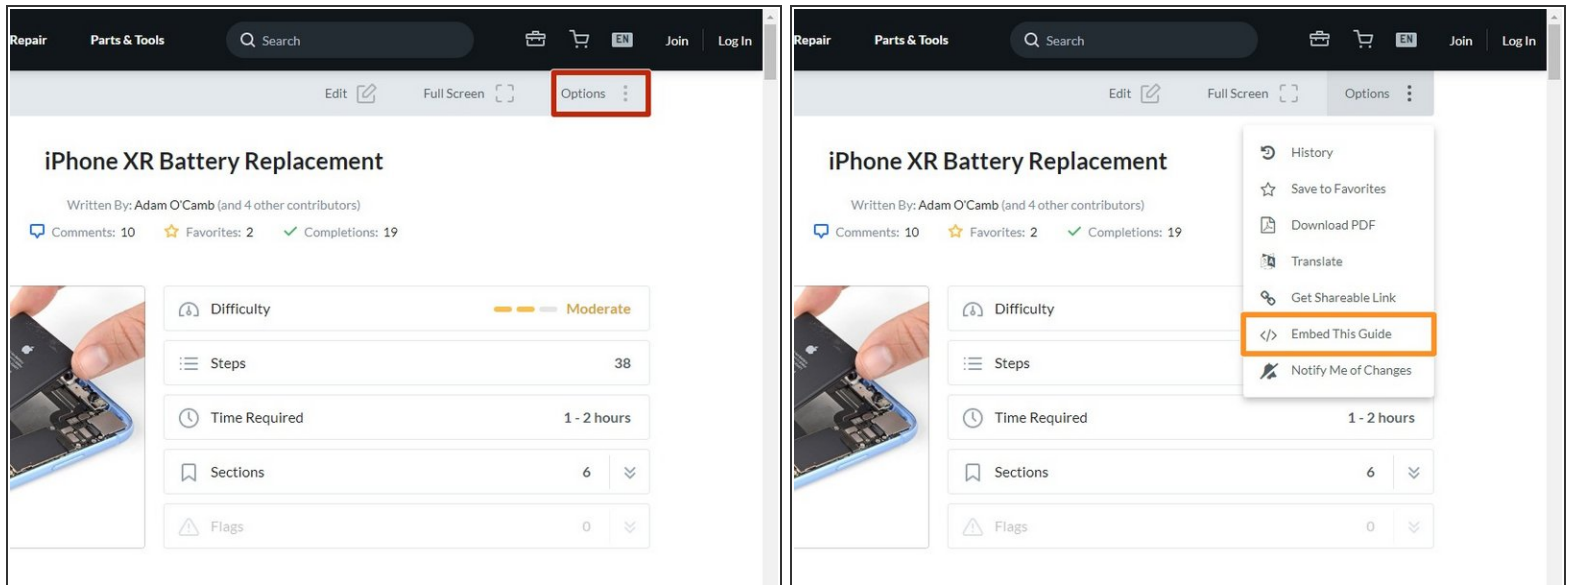 Repair Parts & Tools Search EN Join Log In
Edit Full Screen Options
iPhone XR Battery Replacement
Written By: Adam O'Camb (and 4 other contributors)
Comments: 10 Favorites: 2 Completions: 19
Difficulty Moderate
Steps 38
Time Required 1 - 2 hours
Sections 6
Flags 0
Repair Parts & Tools Search EN Join Log In
Edit Full Screen Options
iPhone XR Battery Replacement
Written By: Adam O'Camb (and 4 other contributors)
Comments: 10 Favorites: 2 Completions: 19
History
Save to Favorites
Download PDF
Translate
Get Shareable Link
Embed This Guide
Notify Me of Changes
Difficulty
Steps
Time Required 1 - 2 hours
Sections 6
Flags 0